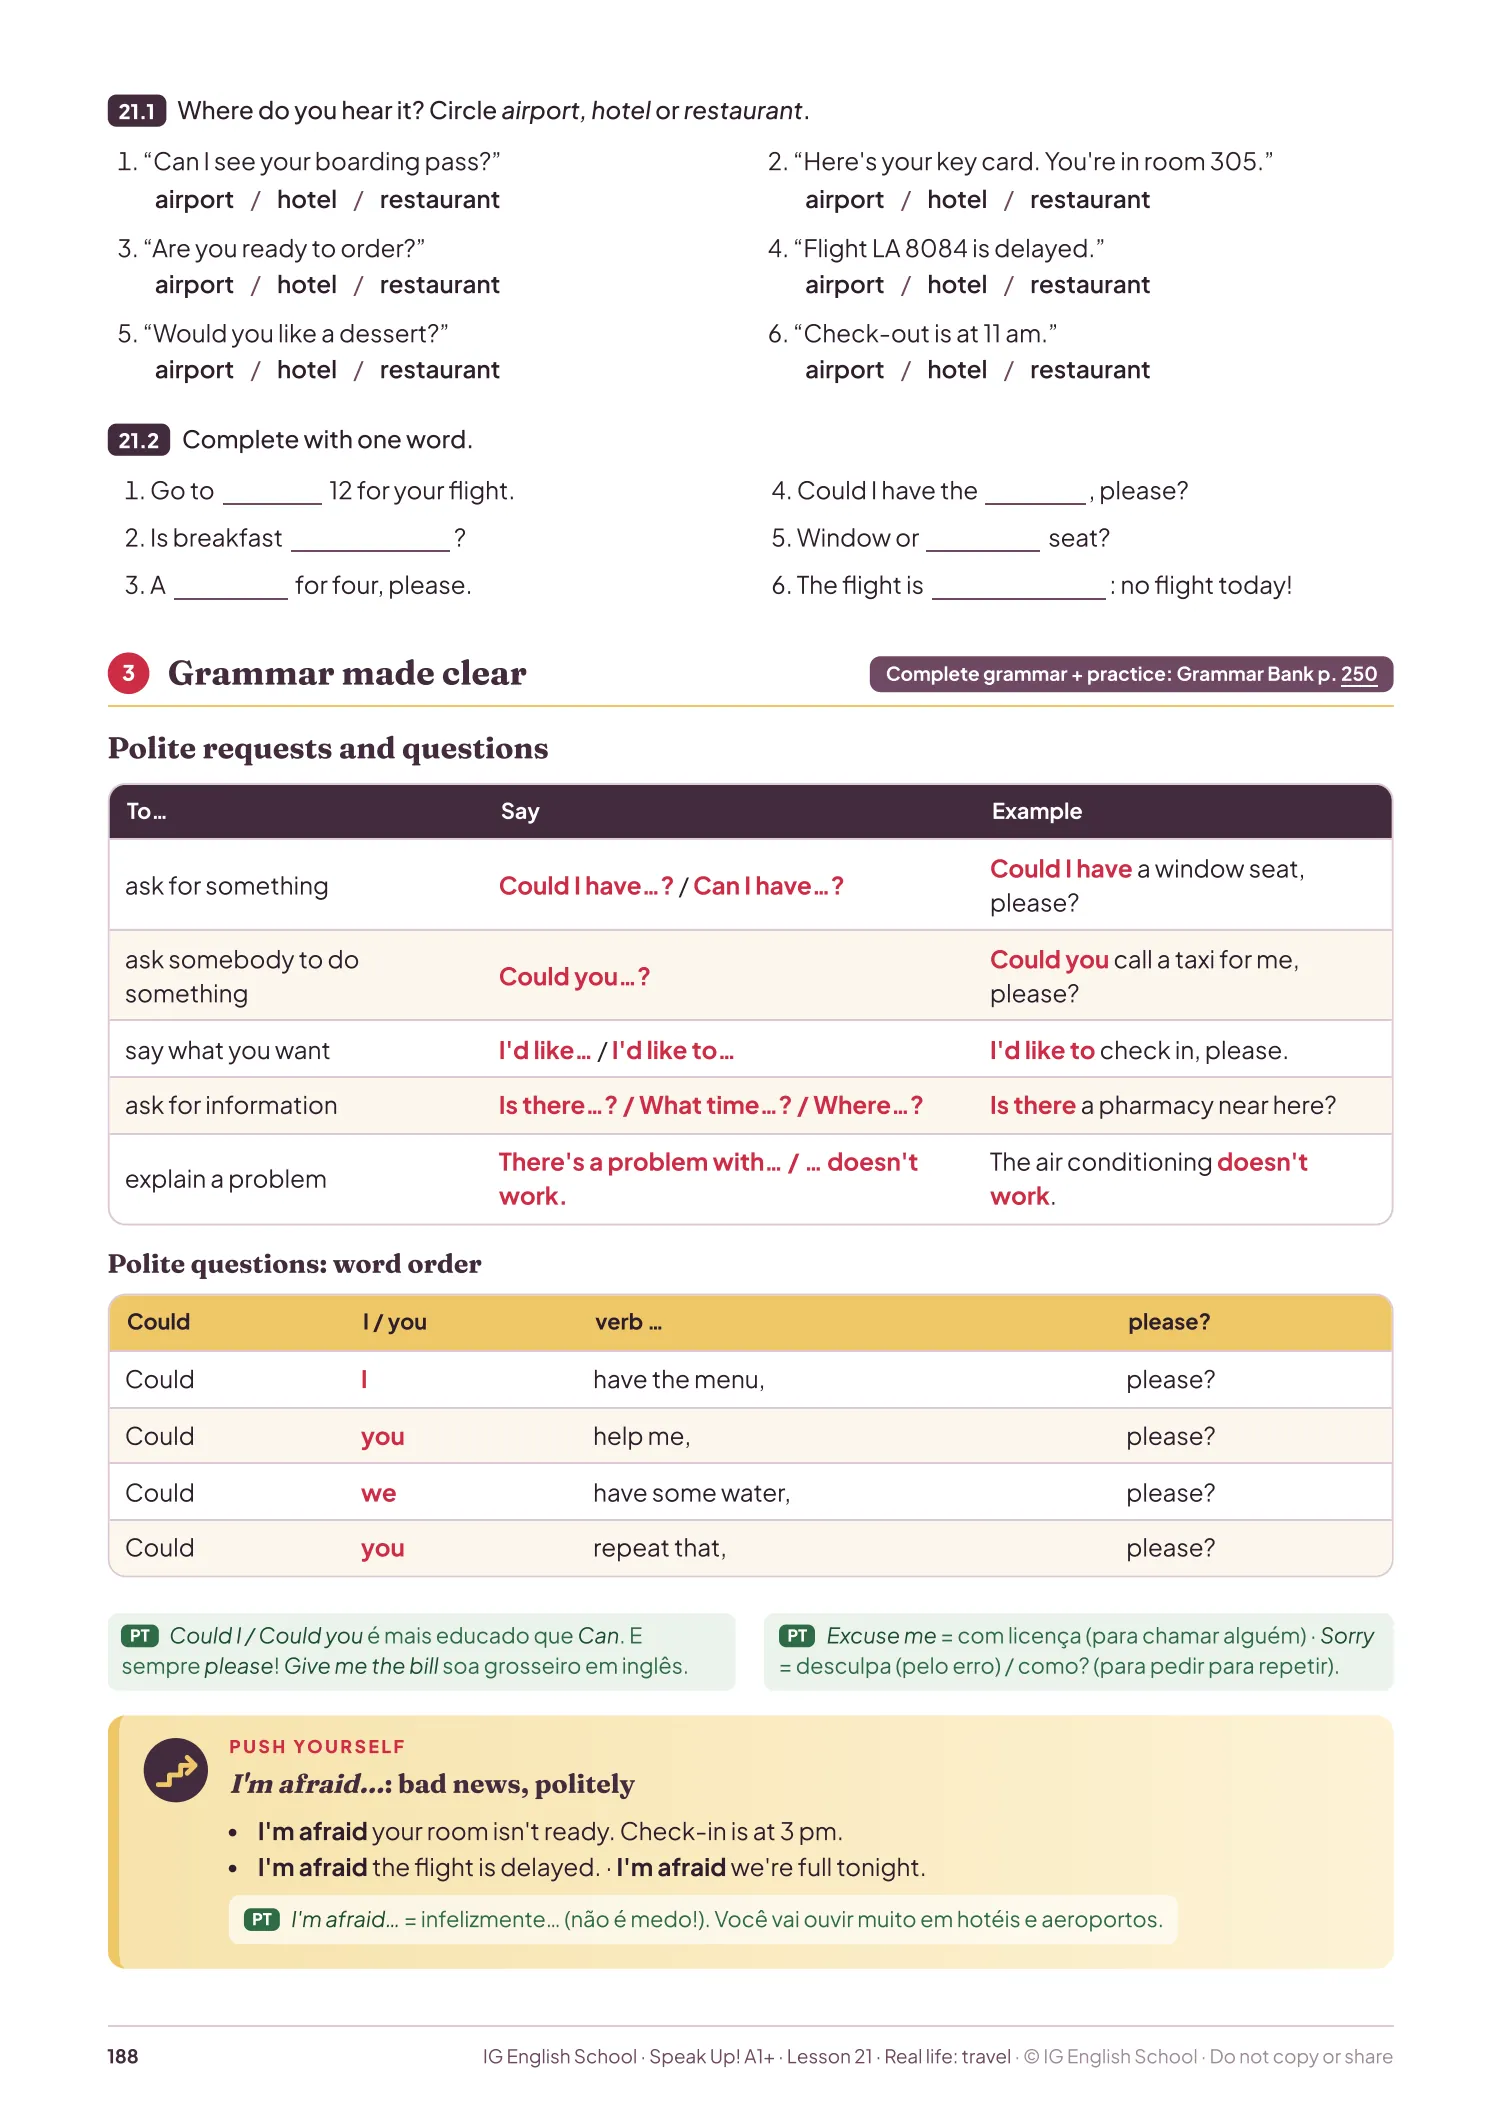 21.1 Where do you hear it? Circle airport, hotel or restaurant.
1. “Can I see your boarding pass?”
airport / hotel / restaurant
2. “Here's your key card. You're in room 305.”
airport / hotel / restaurant
3. “Are you ready to order?”
airport / hotel / restaurant
4. “Flight LA 8084 is delayed.”
airport / hotel / restaurant
5. “Would you like a dessert?”
airport / hotel / restaurant
6. “Check-out is at 11 am.”
airport / hotel / restaurant
21.2 Complete with one word.
1. Go to ________ 12 for your flight.
2. Is breakfast ____________?
3. A ________ for four, please.
4. Could I have the ________, please?
5. Window or ________ seat?
6. The flight is ____________: no flight today!
3 Grammar made clear
Complete grammar + practice: Grammar Bank p. 250
Polite requests and questions
To… Say Example
ask for something Could I have…? / Can I have…? Could I have a window seat,
please?
ask somebody to do
something Could you…? Could you call a taxi for me,
please?
say what you want I'd like… / I'd like to… I'd like to check in, please.
ask for information Is there…? / What time…? / Where…? Is there a pharmacy near here?
explain a problem There's a problem with… / … doesn't
work. The air conditioning doesn't
work.
Polite questions: word order
Could I / you verb … please?
Could I have the menu, please?
Could you help me, please?
Could we have some water, please?
Could you repeat that, please?
PT Could I / Could you é mais educado que Can. E
sempre please! Give me the bill soa grosseiro em inglês.
PT Excuse me = com licença (para chamar alguém) · Sorry
= desculpa (pelo erro) / como? (para pedir para repetir).
PUSH YOURSELF
I'm afraid…: bad news, politely
• I'm afraid your room isn't ready. Check-in is at 3 pm.
• I'm afraid the flight is delayed. · I'm afraid we're full tonight.
PT I'm afraid… = infelizmente… (não é medo!). Você vai ouvir muito em hotéis e aeroportos.
188 IG English School · Speak Up! A1+ · Lesson 21 · Real life: travel · © IG English School · Do not copy or share